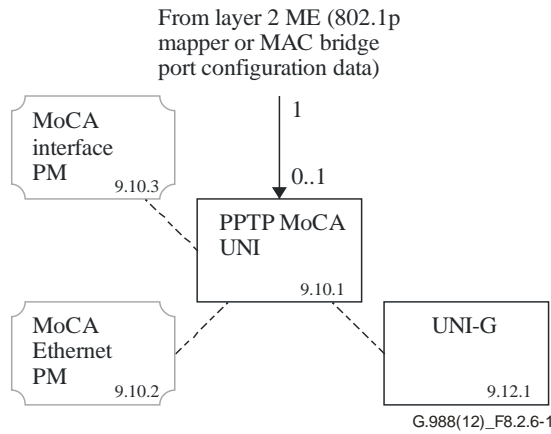 From layer 2 ME (802.1p
mapper or MAC bridge
port configuration data)
1
0..1
MoCA
interface
PM
9.10.3
PPTP MoCA
UNI
9.10.1
MoCA
Ethernet
PM
9.10.2
UNI-G
9.12.1
G.988(12)_F8.2.6-1